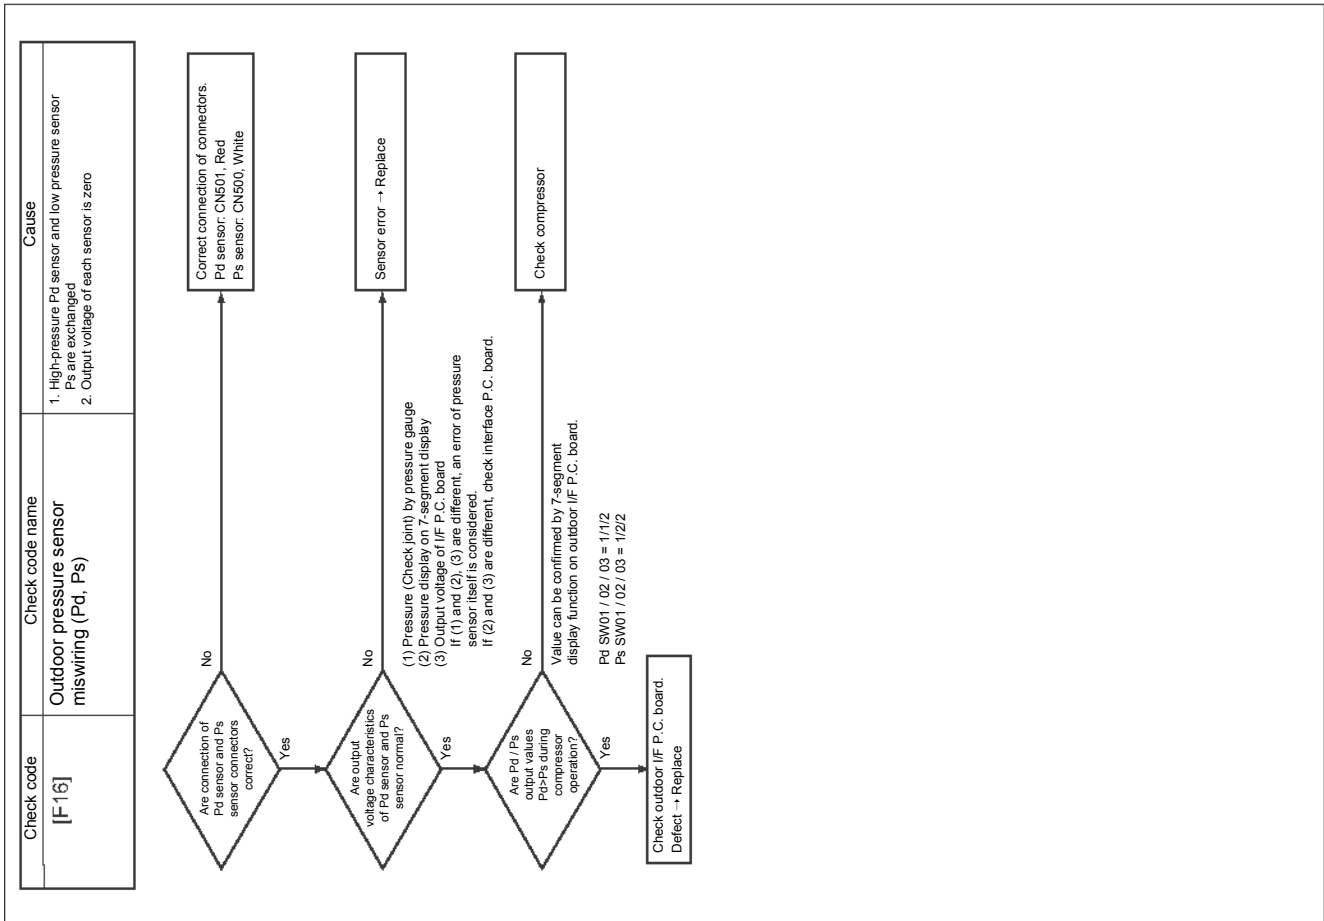 Check code
Check code name
Cause
[F16]
Outdoor pressure sensor
miswiring (Pd, Ps)
1. High-pressure Pd sensor and low pressure sensor
Ps are exchanged
2. Output voltage of each sensor is zero
Are connection of
Pd sensor and Ps
sensor connectors
correct?
No
Correct connection of connectors.
Pd sensor: CN501, Red
Ps sensor: CN500, White
Yes
Are output
voltage characteristics
of Pd sensor and Ps
sensor normal?
No
Sensor error → Replace
(1) Pressure (Check joint) by pressure gauge
(2) Pressure display on 7-segment display
(3) Output voltage of I/F P.C. board
If (1) and (2), (3) are different, an error of pressure
sensor itself is considered.
If (2) and (3) are different, check interface P.C. board.
Yes
Are Pd / Ps
output values
Pd>Ps during
compressor
operation?
No
Check compressor
Value can be confirmed by 7-segment
display function on outdoor I/F P.C. board.
Pd SW01 / 02 / 03 = 1/1/2
Ps SW01 / 02 / 03 = 1/2/2
Yes
Check outdoor I/F P.C. board.
Defect → Replace